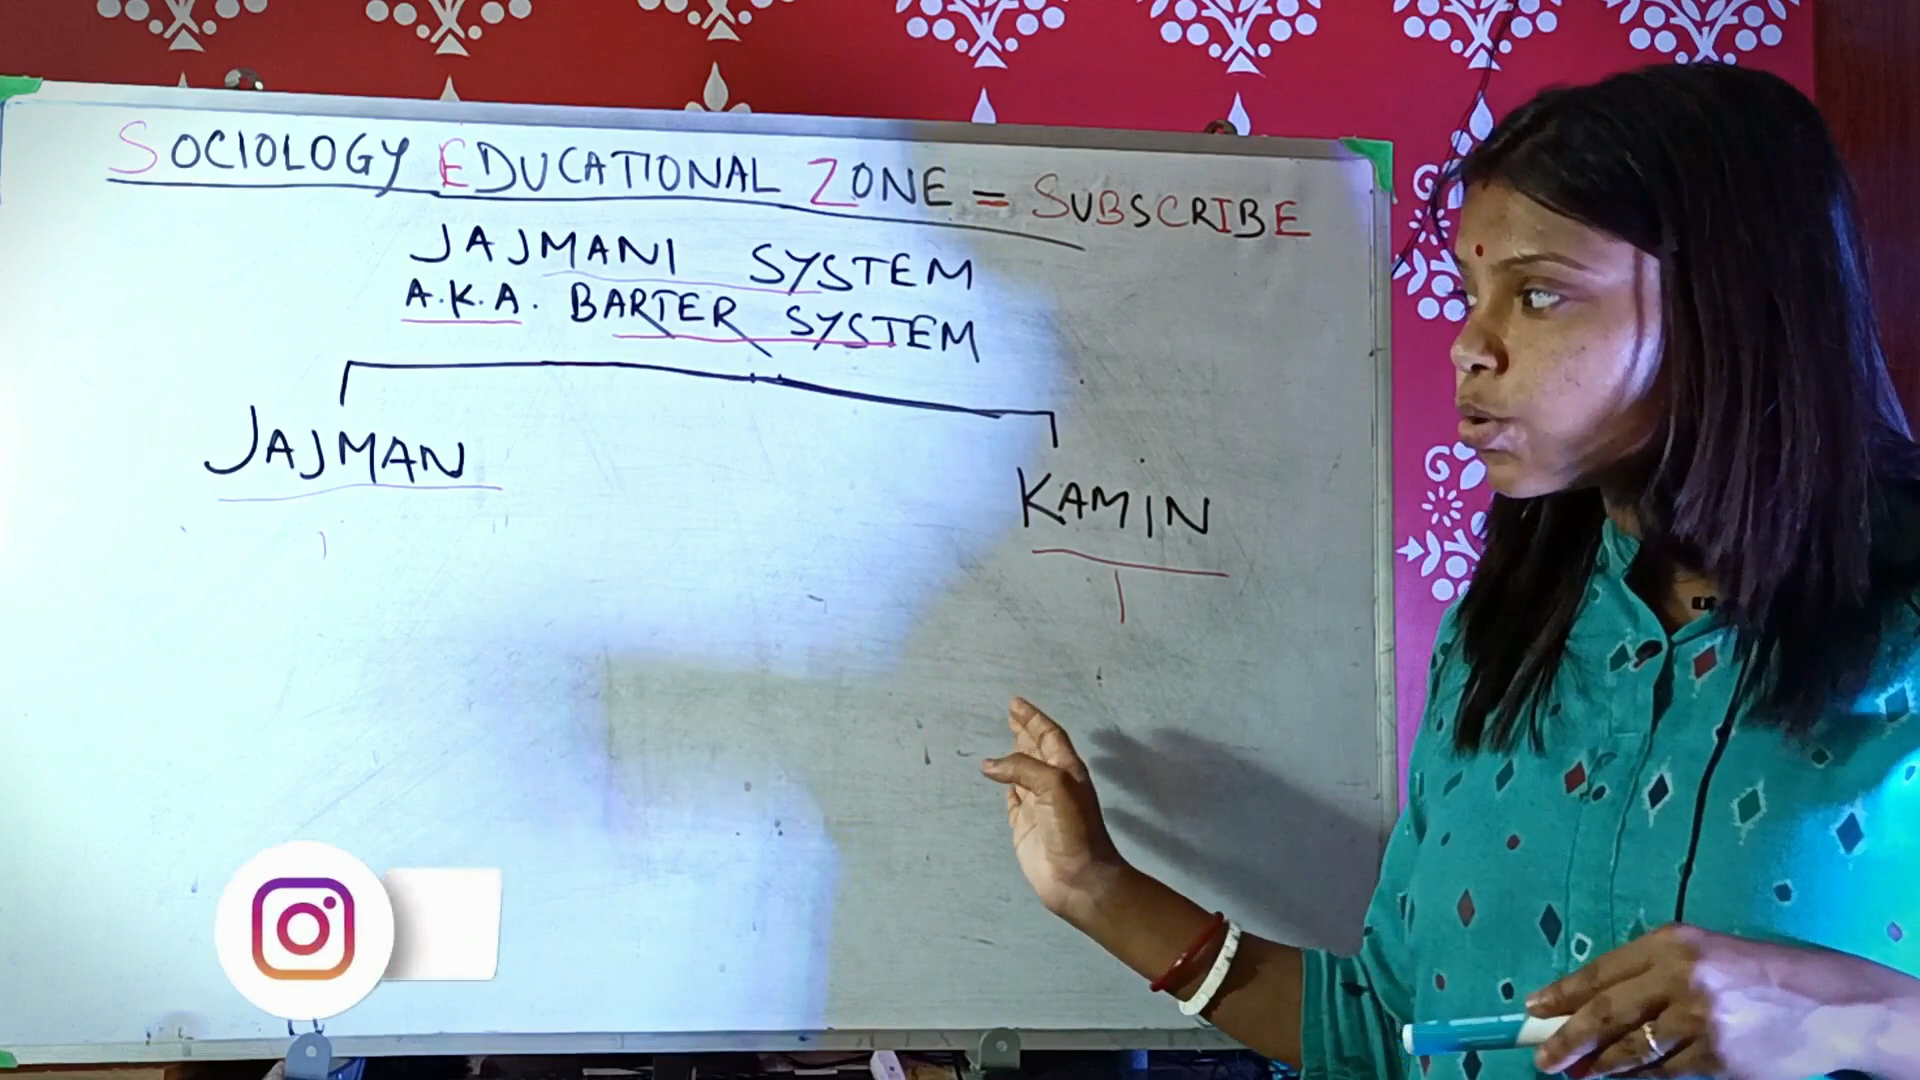 SOCIOLOGY EDUCATIONAL ZONE = SUBSCRIBE
JAJMANI SYSTEM
A.K.A. BARTER SYSTEM
JAJMAN
KAMIN